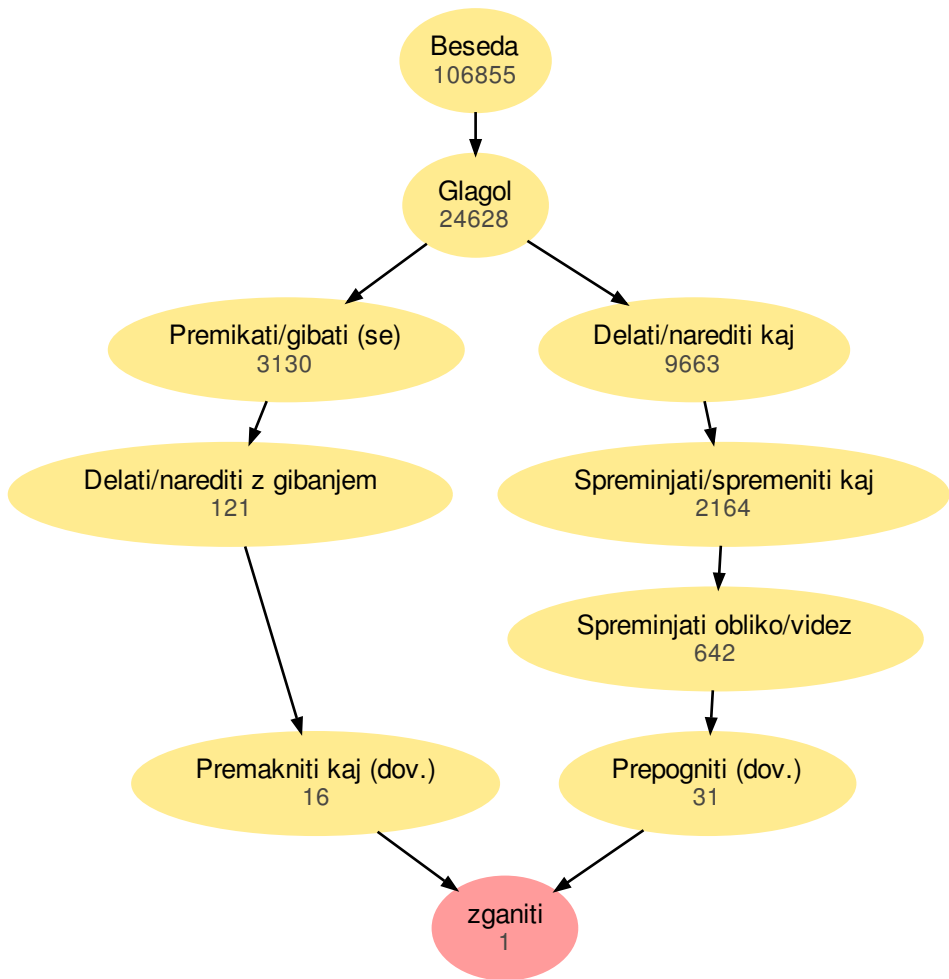 Beseda
106855
Glagol
24628
Premikati/gibati (se)
3130
Delati/narediti kaj
9663
Delati/narediti z gibanjem
121
Spreminjati/spremeniti kaj
2164
Spreminjati obliko/videz
642
Premakniti kaj (dov.)
16
Prepogniti (dov.)
31
zganiti
1